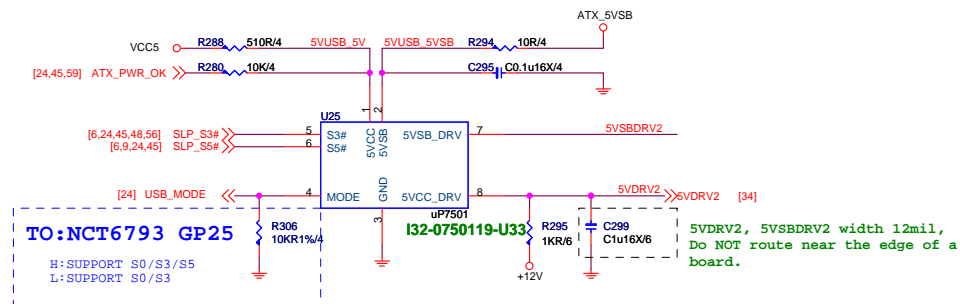 ATX_5VSB
VCC5 R288 510R/4 5VUSB_5V 5VUSB_5VSB R294 10R/4
[24,45,59] ATX_PWR_OK R280 10K/4 C295 C0.1u16X/4
1 2
U25
[6,24,45,48,56] SLP_S3# 5 S3# 5VCC 5VSB 5VSB_DRV 7 5VSBDRV2
[6,9,24,45] SLP_S5# 6 S5#
[24] USB_MODE 4 MODE GND 5VCC_DRV 8 5VDRV2 5VDRV2 [34]
3 uP7501
I32-0750119-U33
R306
10KR1%/4
R295
1KR/6
C299
C1u16X/6
+12V
TO:NCT6793 GP25
H:SUPPORT S0/S3/S5
L:SUPPORT S0/S3
5VDRV2, 5VSBDRV2 width 12mil,
Do NOT route near the edge of a
board.